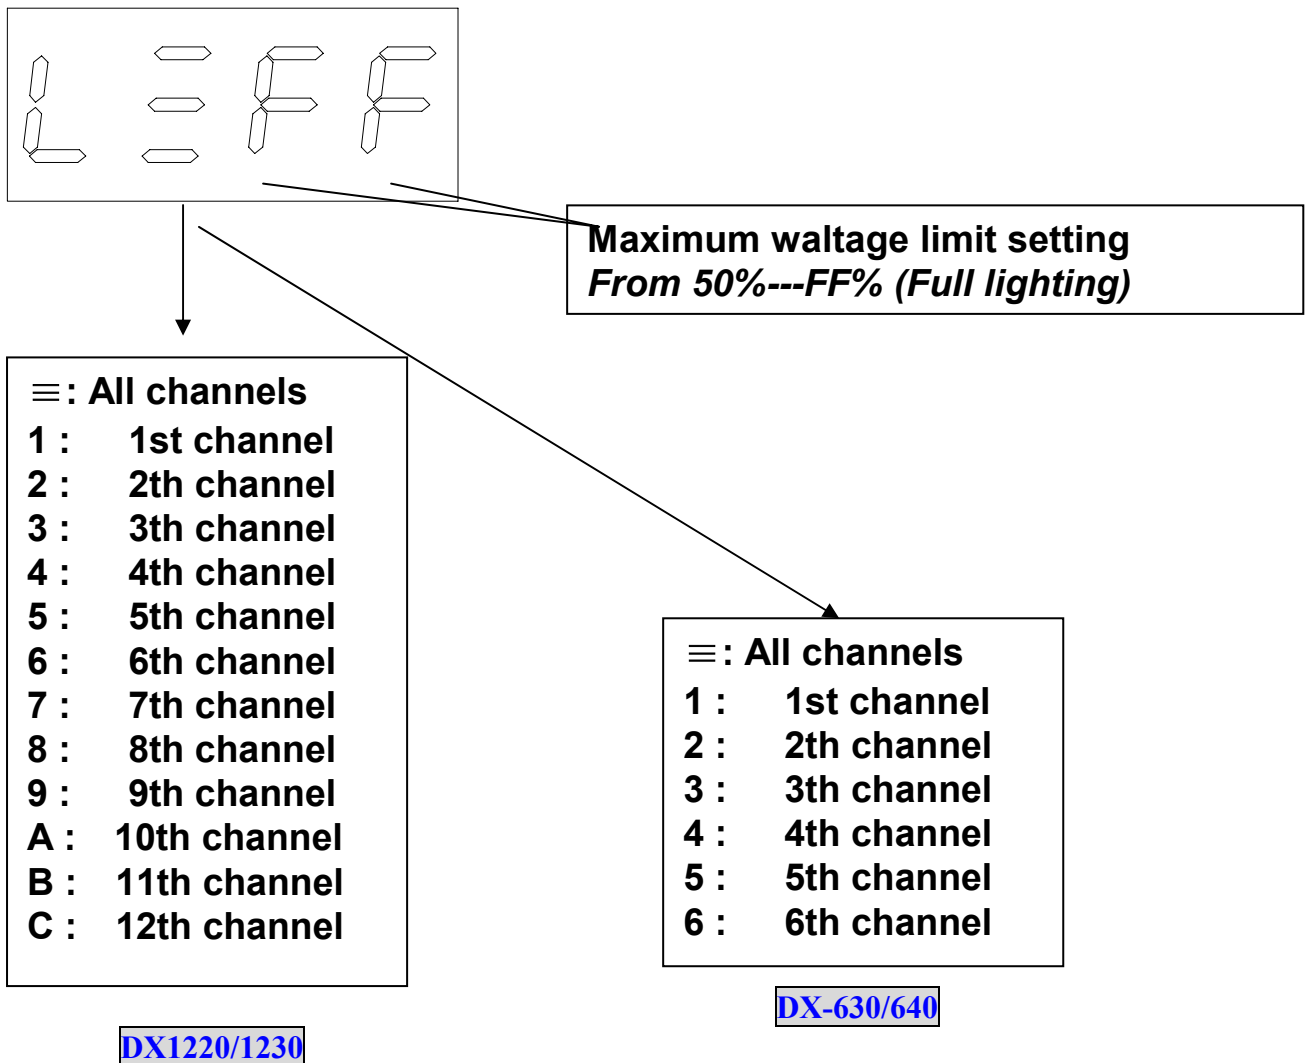 L≡FF
Maximum waltage limit setting
From 50%---FF% (Full lighting)
≡: All channels
1 : 1st channel
2 : 2th channel
3 : 3th channel
4 : 4th channel
5 : 5th channel
6 : 6th channel
7 : 7th channel
8 : 8th channel
9 : 9th channel
A : 10th channel
B : 11th channel
C : 12th channel
DX1220/1230
≡: All channels
1 : 1st channel
2 : 2th channel
3 : 3th channel
4 : 4th channel
5 : 5th channel
6 : 6th channel
DX-630/640